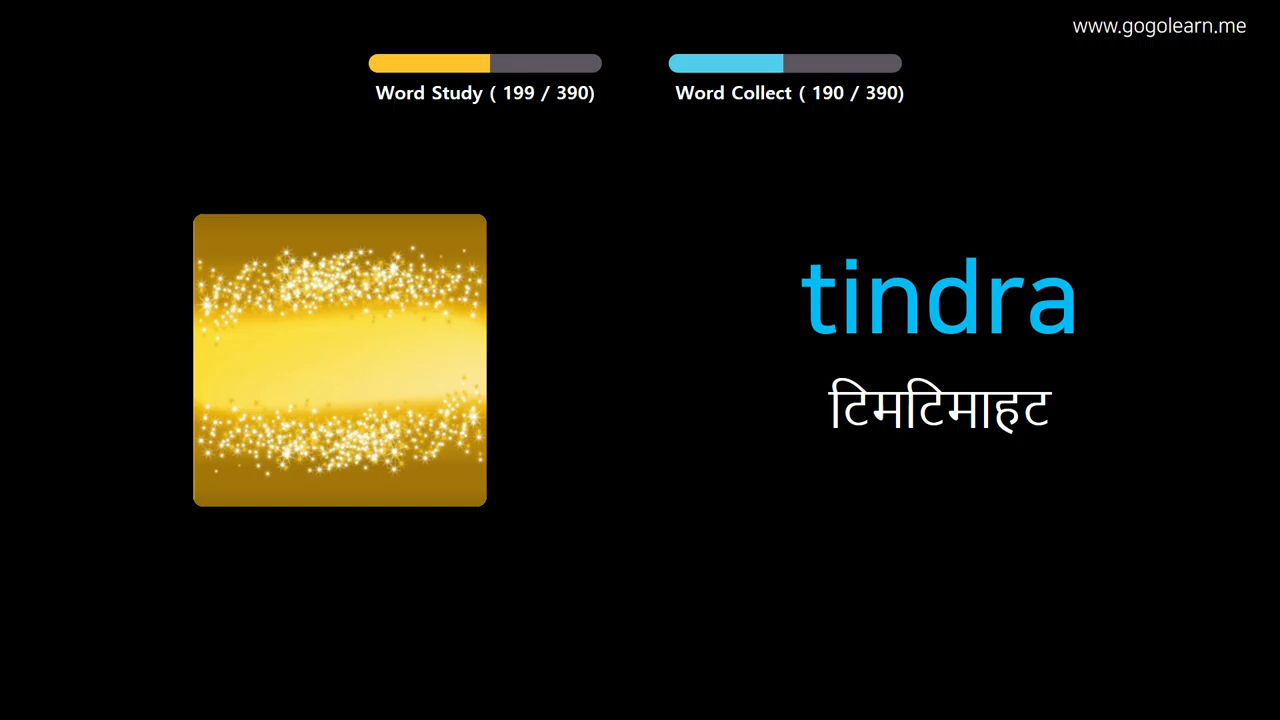 www.gogolearn.me
Word Study ( 199 / 390)
Word Collect ( 190 / 390)
tindra
टिमटिमाहट